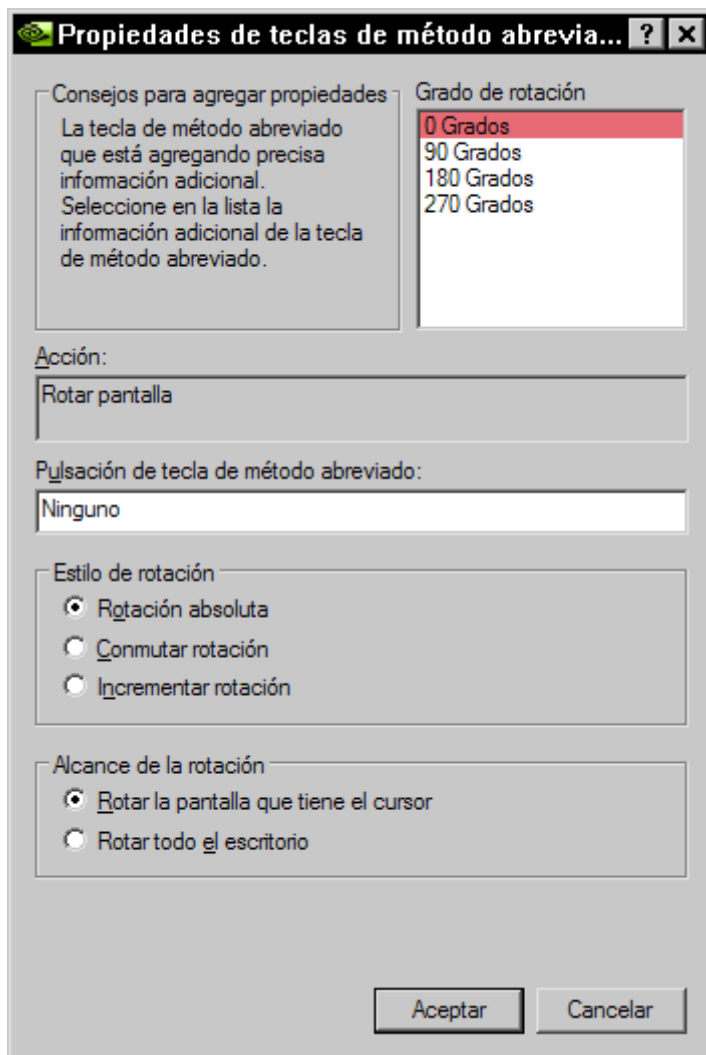 Propiedades de teclas de método abrevia...
Consejos para agregar propiedades
La tecla de método abreviado
que está agregando precisa
información adicional.
Seleccione en la lista la
información adicional de la tecla
de método abreviado.
Grado de rotación
0 Grados
90 Grados
180 Grados
270 Grados
Acción:
Rotar pantalla
Pulsación de tecla de método abreviado:
Ninguno
Estilo de rotación
Rotación absoluta
Conmutar rotación
Incrementar rotación
Alcance de la rotación
Rotar la pantalla que tiene el cursor
Rotar todo el escritorio
Aceptar
Cancelar